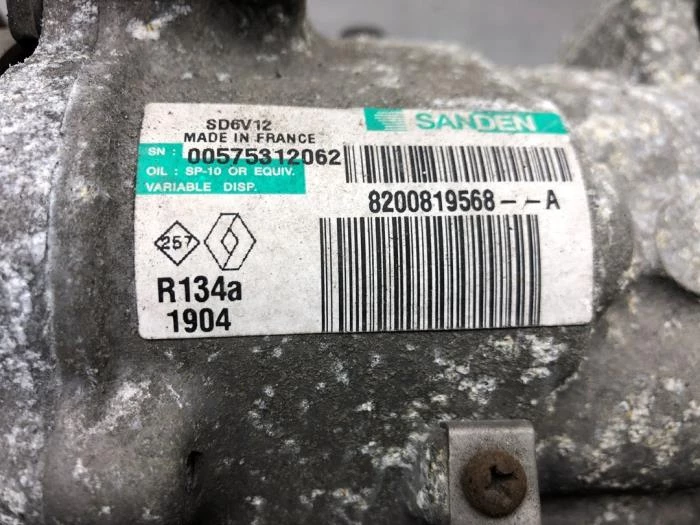 SD6V12
SANDEN
MADE IN FRANCE
SN : 00575312062
OIL : SP-10 OR EQUIV.
VARIABLE DISP.
8200819568--A
257
R134a
1904